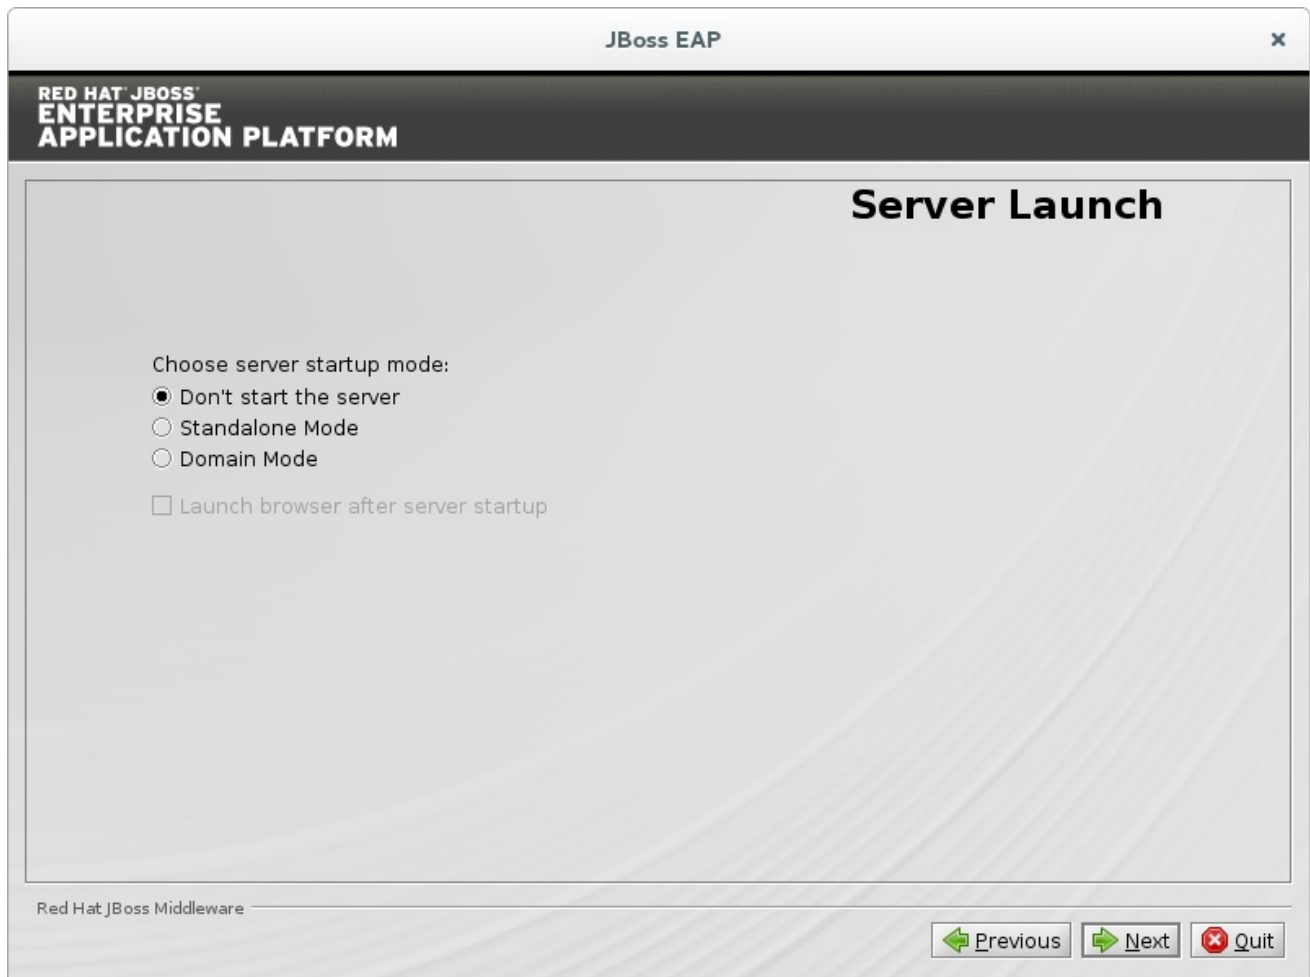 JBoss EAP
RED HAT JBOSS
ENTERPRISE
APPLICATION PLATFORM
Server Launch
Choose server startup mode:
Don't start the server
Standalone Mode
Domain Mode
Launch browser after server startup
Red Hat JBoss Middleware
Previous Next Quit